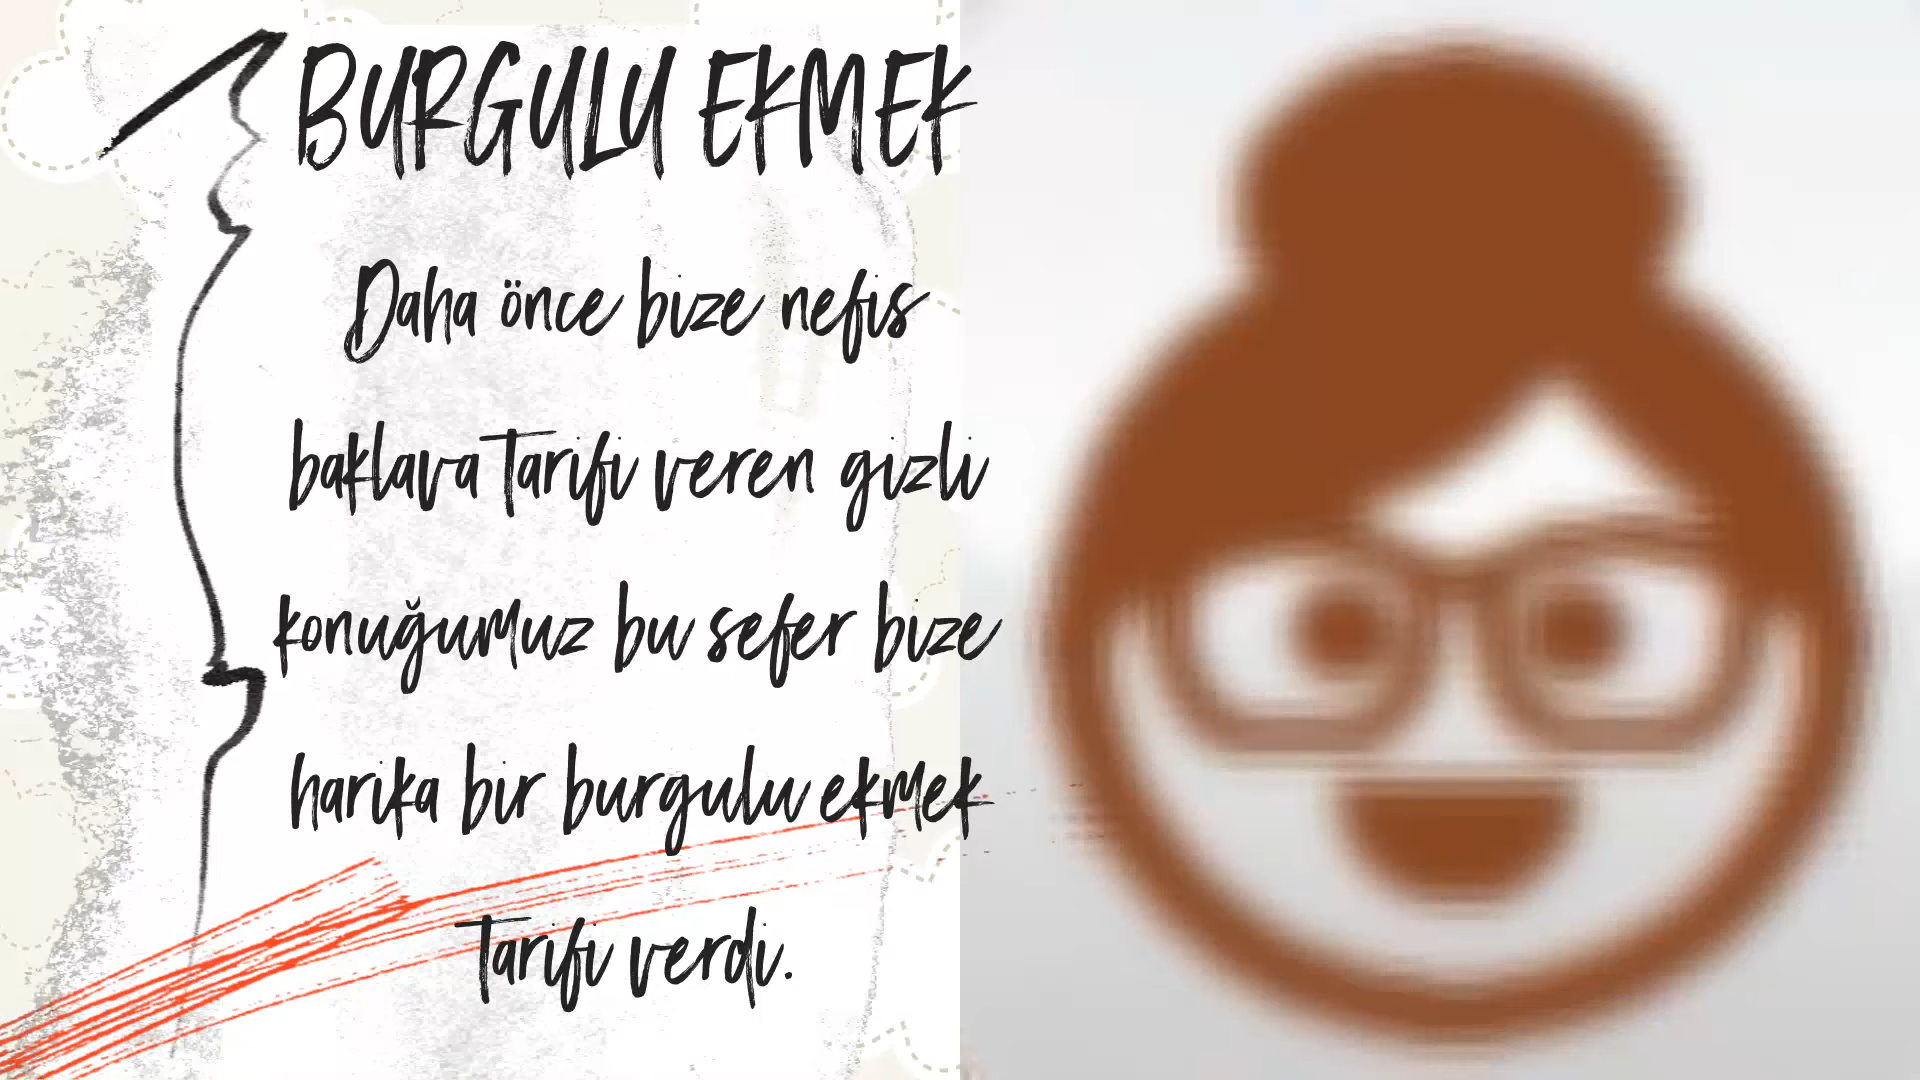 BURGULU EKMEK
Daha önce bize nefis
baklava tarifi veren gizli
konuğumuz bu sefer bize
harika bir burgulu ekmek
tarifi verdi.